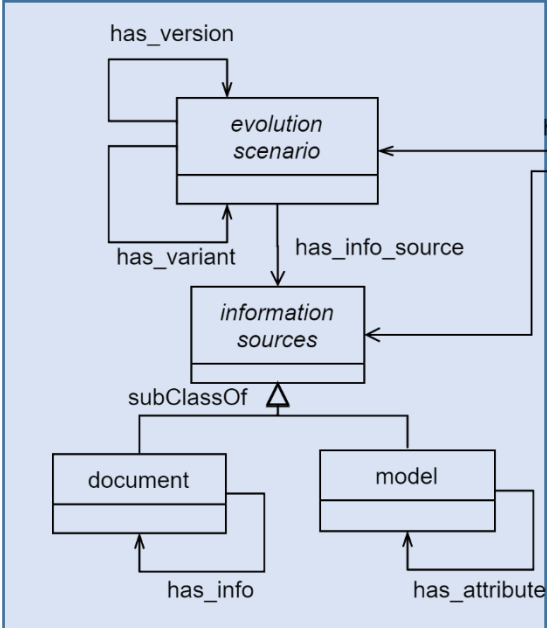 has_version
evolution
scenario
has_variant
has_info_source
information
sources
subClassOf
document
model
has_info
has_attribute